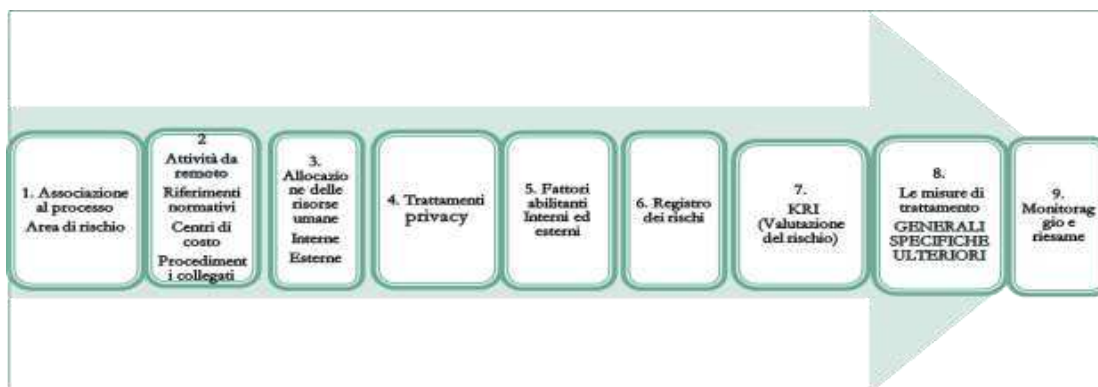 1. Associazione
al processo
Area di rischio
2
Attività da
remoto
Riferimenti
normativi
Centri di
costo
Procediment
i collegati
3.
Allocazio
ne delle
risorse
umane
Interne
Esterne
4. Trattamenti
privacy
5. Fattori
abilitanti
Interni ed
esterni
6. Registro
dei rischi
7.
KRI
(Valutazione
del rischio)
8.
Le misure di
trattamento
GENERALI
SPECIFICHE
ULTERIORI
9.
Monitorag
gio e
riesame